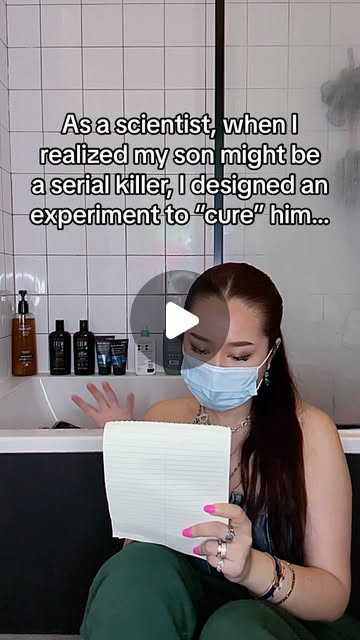 As a scientist, when I
realized my son might be
a serial killer, I designed an
experiment to “cure” him...